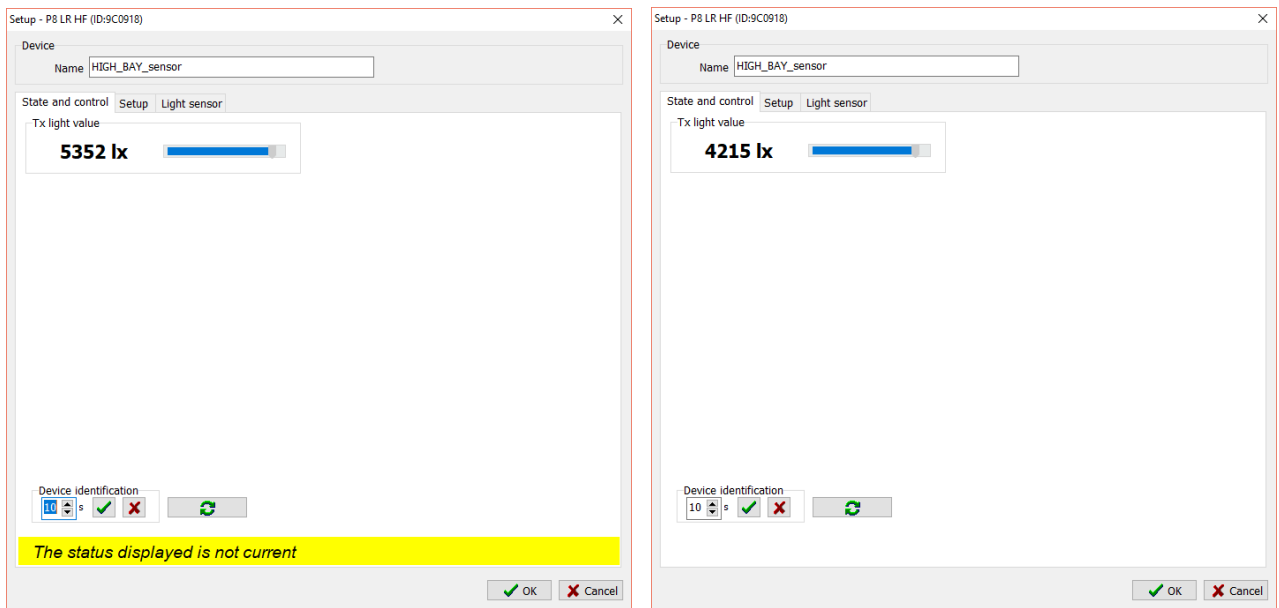 Setup - P8 LR HF (ID:9C0918)
Device
Name HIGH_BAY_sensor
State and control Setup Light sensor
Tx light value
5352 lx
Device identification
10 s
The status displayed is not current
OK Cancel
Setup - P8 LR HF (ID:9C0918)
Device
Name HIGH_BAY_sensor
State and control Setup Light sensor
Tx light value
4215 lx
Device identification
10 s
OK Cancel